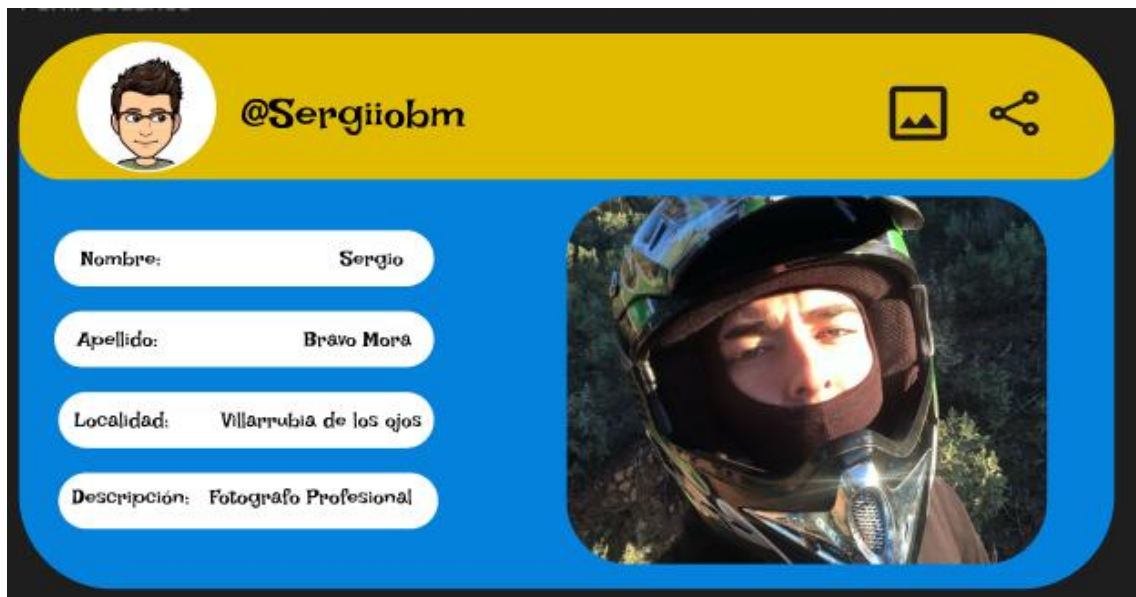 @Sergiiobm
Nombre: Sergio
Apellido: Bravo Mora
Localidad: Villarrubia de los ojos
Descripción: Fotografo Profesional